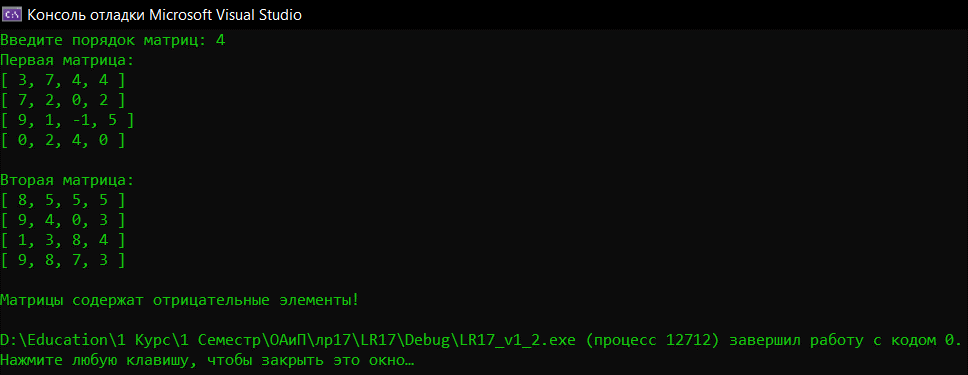 Консоль отладки Microsoft Visual Studio
Введите порядок матриц: 4
Первая матрица:
[ 3, 7, 4, 4 ]
[ 7, 2, 0, 2 ]
[ 9, 1, -1, 5 ]
[ 0, 2, 4, 0 ]
Вторая матрица:
[ 8, 5, 5, 5 ]
[ 9, 4, 0, 3 ]
[ 1, 3, 8, 4 ]
[ 9, 8, 7, 3 ]
Матрицы содержат отрицательные элементы!
D:\Education\1 Курс\1 Семестр\ОАиП\лр17\LR17\Debug\LR17_v1_2.exe (процесс 12712) завершил работу с кодом 0.
Нажмите любую клавишу, чтобы закрыть это окно…